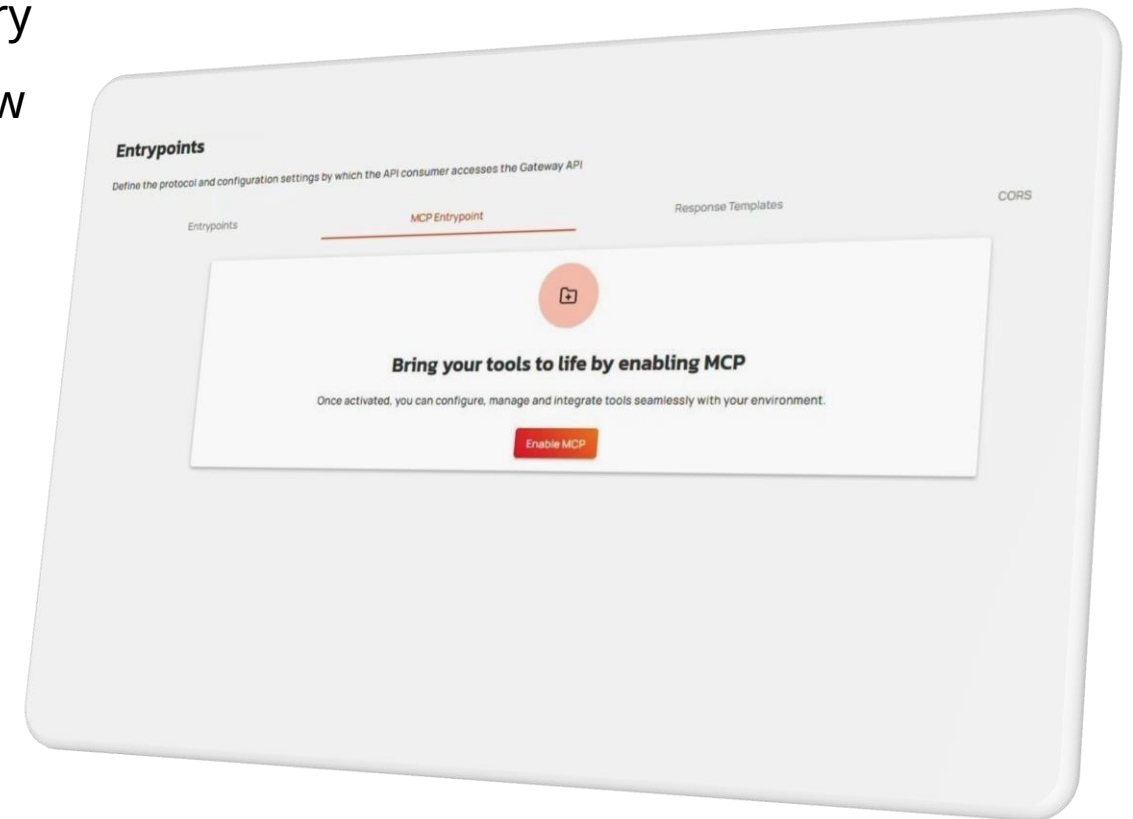 ry
w
Entrypoints
Define the protocol and configuration settings by which the API consumer accesses the Gateway API
Entrypoints MCP Entrypoint Response Templates CORS
Bring your tools to life by enabling MCP
Once activated, you can configure, manage and integrate tools seamlessly with your environment.
Enable MCP